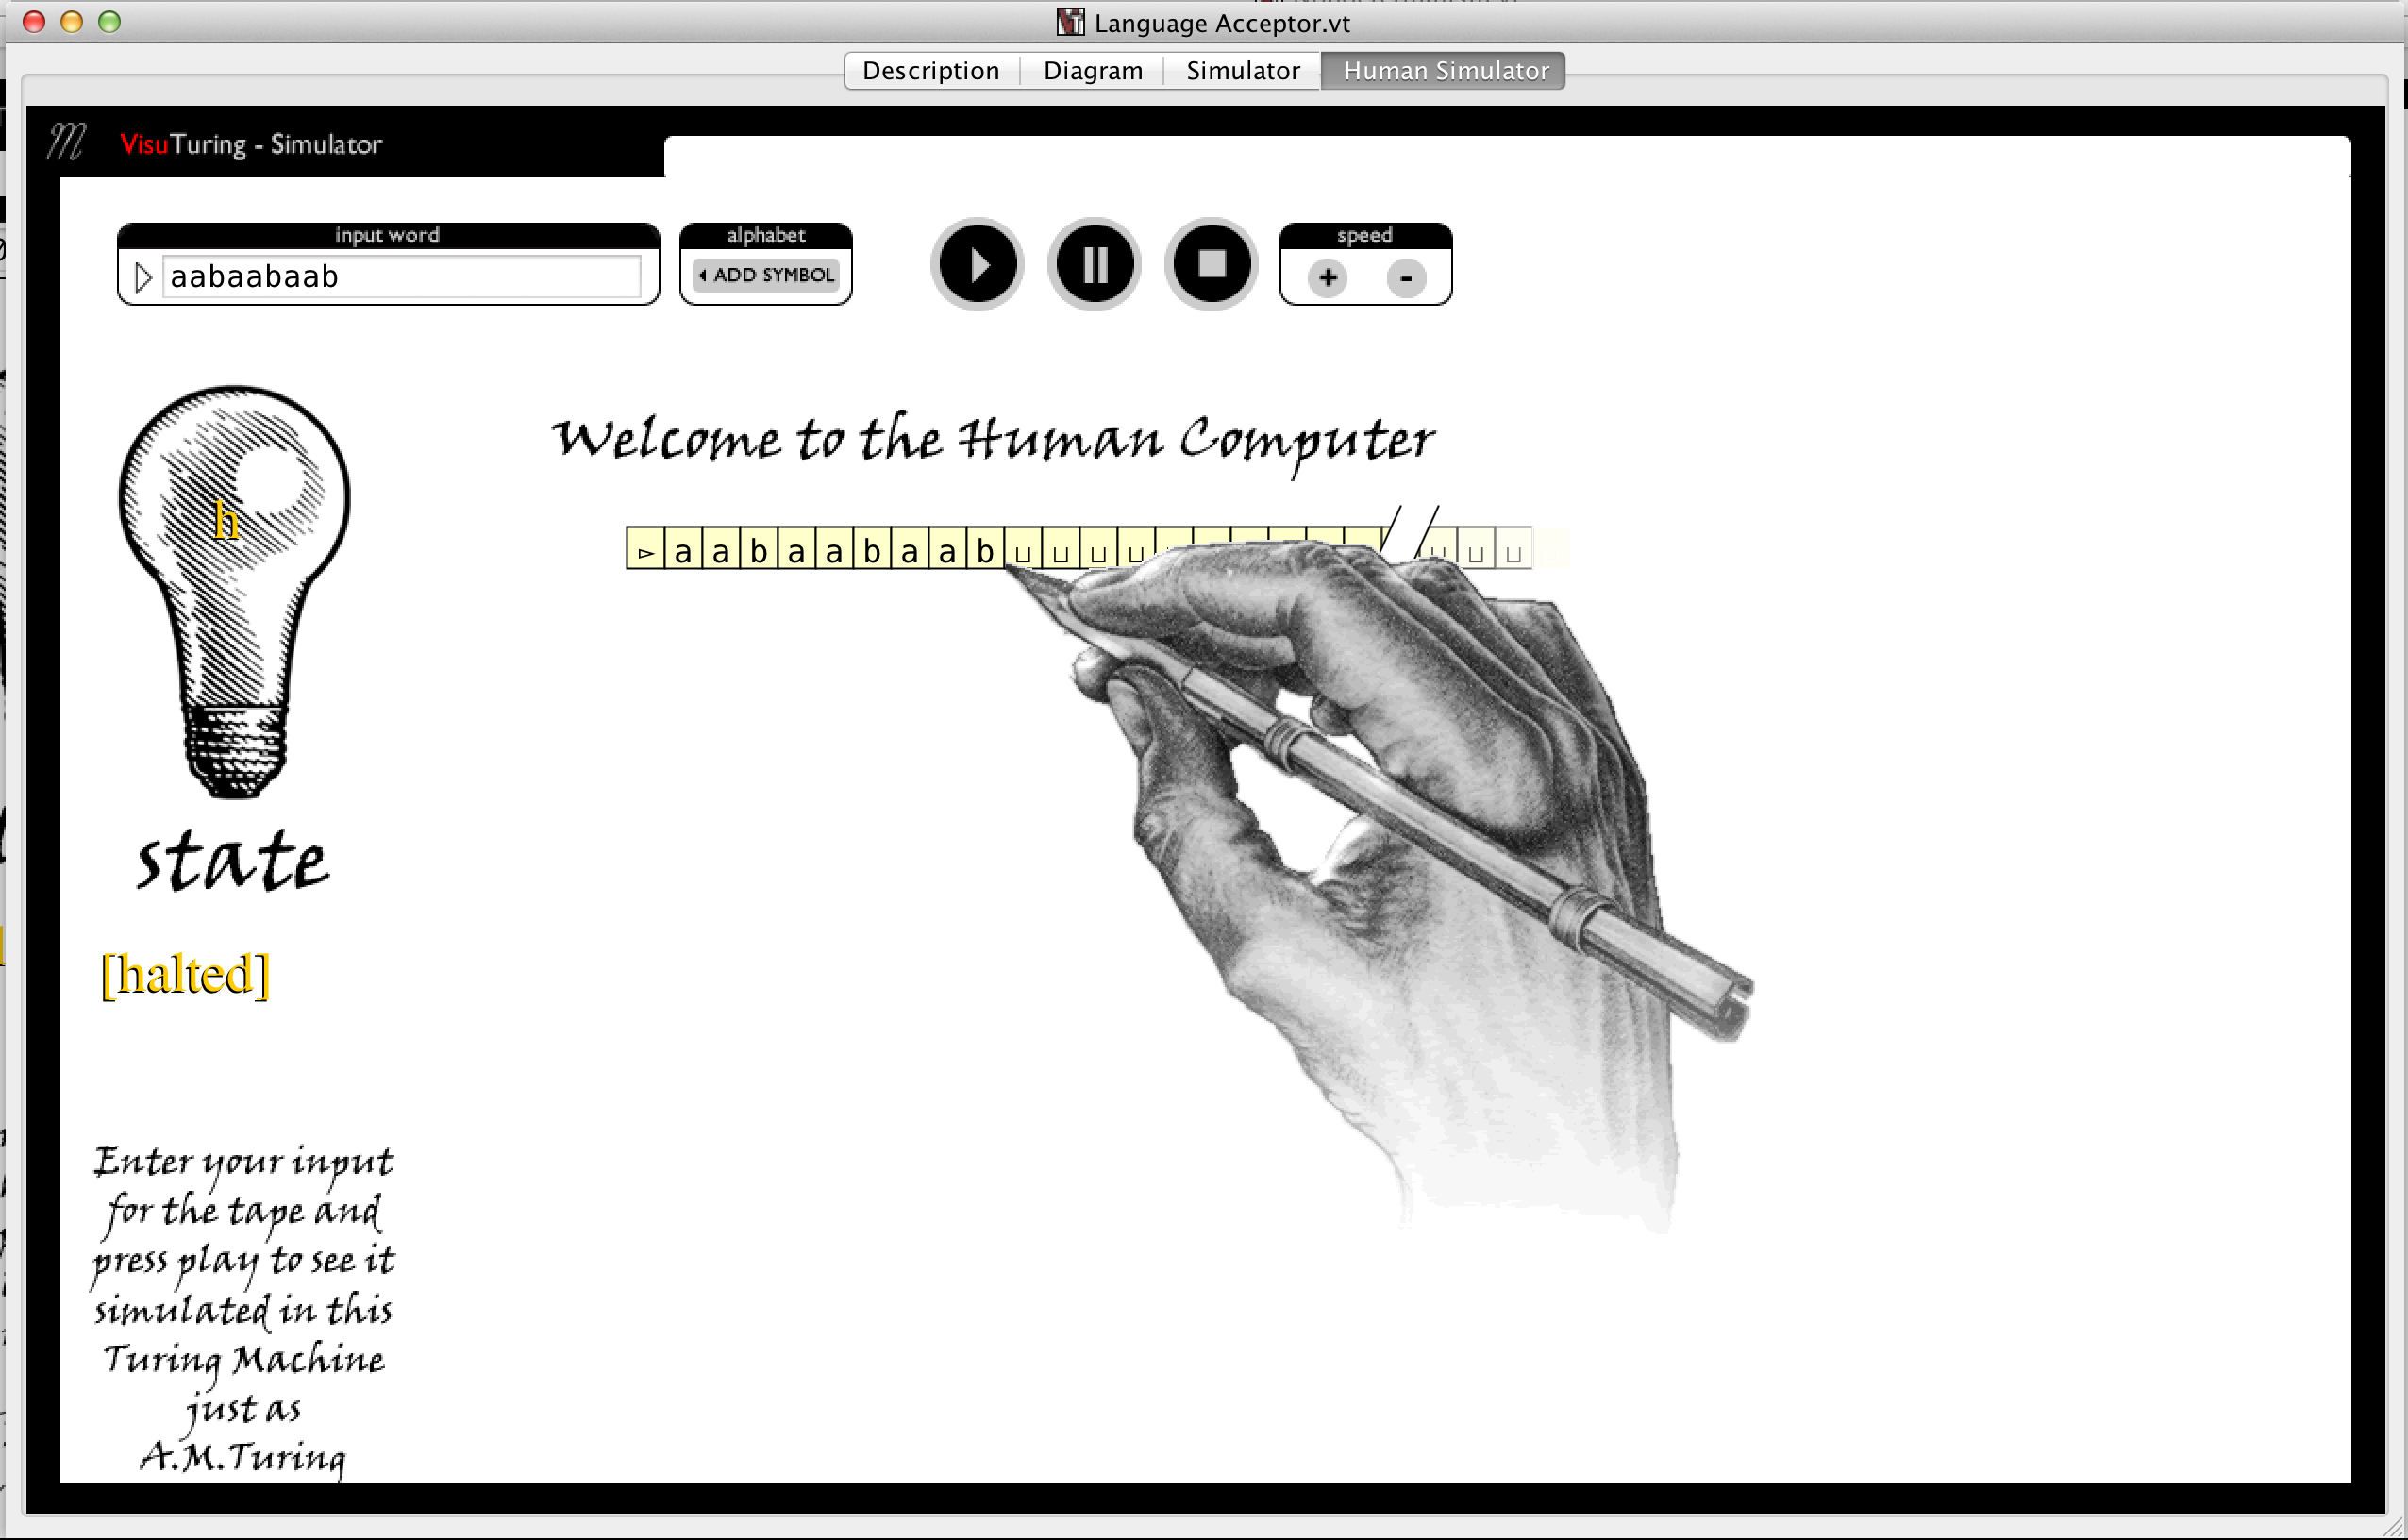 Language Acceptor.vt
Description Diagram Simulator Human Simulator
VisuTuring - Simulator
input word
aabaabaab
alphabet
ADD SYMBOL
speed
+ -
Welcome to the Human Computer
▻ a a b a a b a a b ⊔ ⊔ ⊔ ⊔ ⊔ ⊔ ⊔
h
state
[halted]
Enter your input
for the tape and
press play to see it
simulated in this
Turing Machine
just as
A.M.Turing